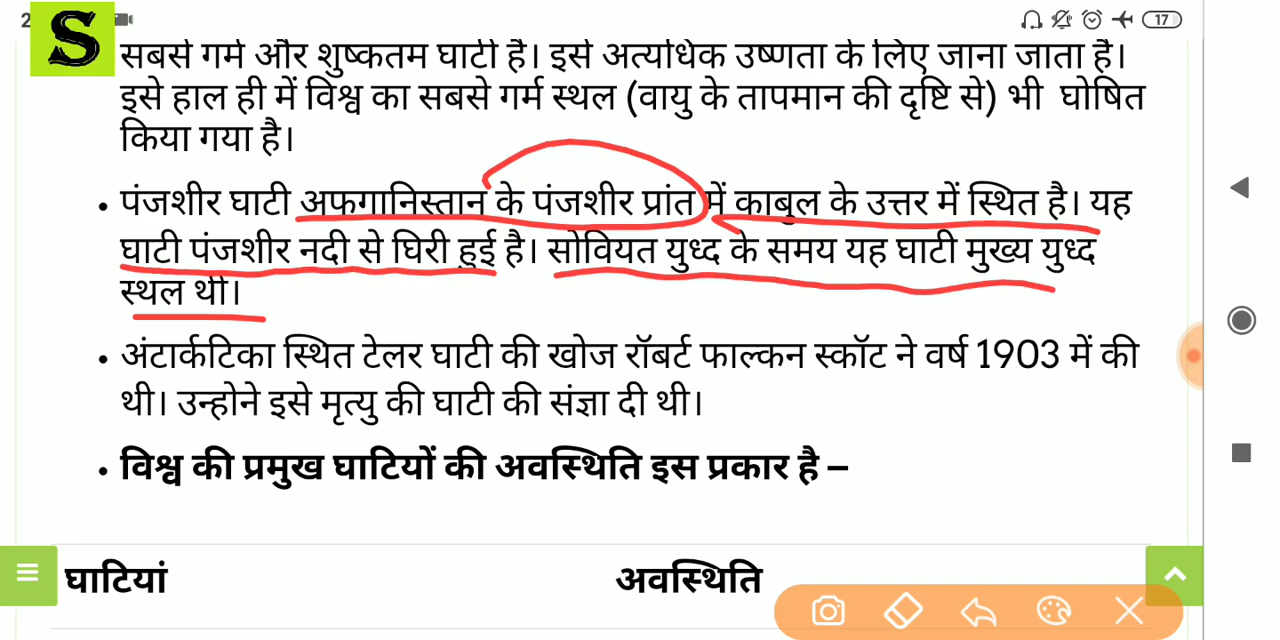 2
S
17
सबसे गर्म और शुष्कतम घाटी है। इसे अत्यधिक उष्णता के लिए जाना जाता है।
इसे हाल ही में विश्व का सबसे गर्म स्थल (वायु के तापमान की दृष्टि से) भी घोषित
किया गया है।
• पंजशीर घाटी अफगानिस्तान के पंजशीर प्रांत में काबुल के उत्तर में स्थित है। यह
घाटी पंजशीर नदी से घिरी हुई है। सोवियत युध्द के समय यह घाटी मुख्य युध्द
स्थल थी।
• अंटार्कटिका स्थित टेलर घाटी की खोज रॉबर्ट फाल्कन स्कॉट ने वर्ष 1903 में की
थी। उन्होने इसे मृत्यु की घाटी की संज्ञा दी थी।
• विश्व की प्रमुख घाटियों की अवस्थिति इस प्रकार है –
घाटियां अवस्थिति